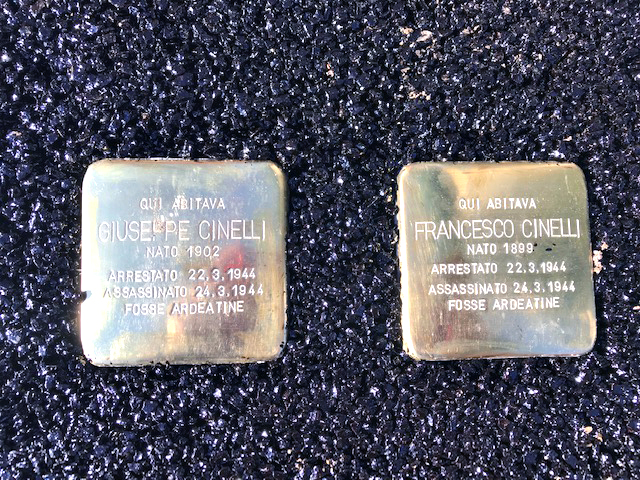 QUI ABITAVA
GIUSEPPE CINELLI
NATO 1902
ARRESTATO 22.3.1944
ASSASSINATO 24.3.1944
FOSSE ARDEATINE
QUI ABITAVA
FRANCESCO CINELLI
NATO 1899
ARRESTATO 22.3.1944
ASSASSINATO 24.3.1944
FOSSE ARDEATINE